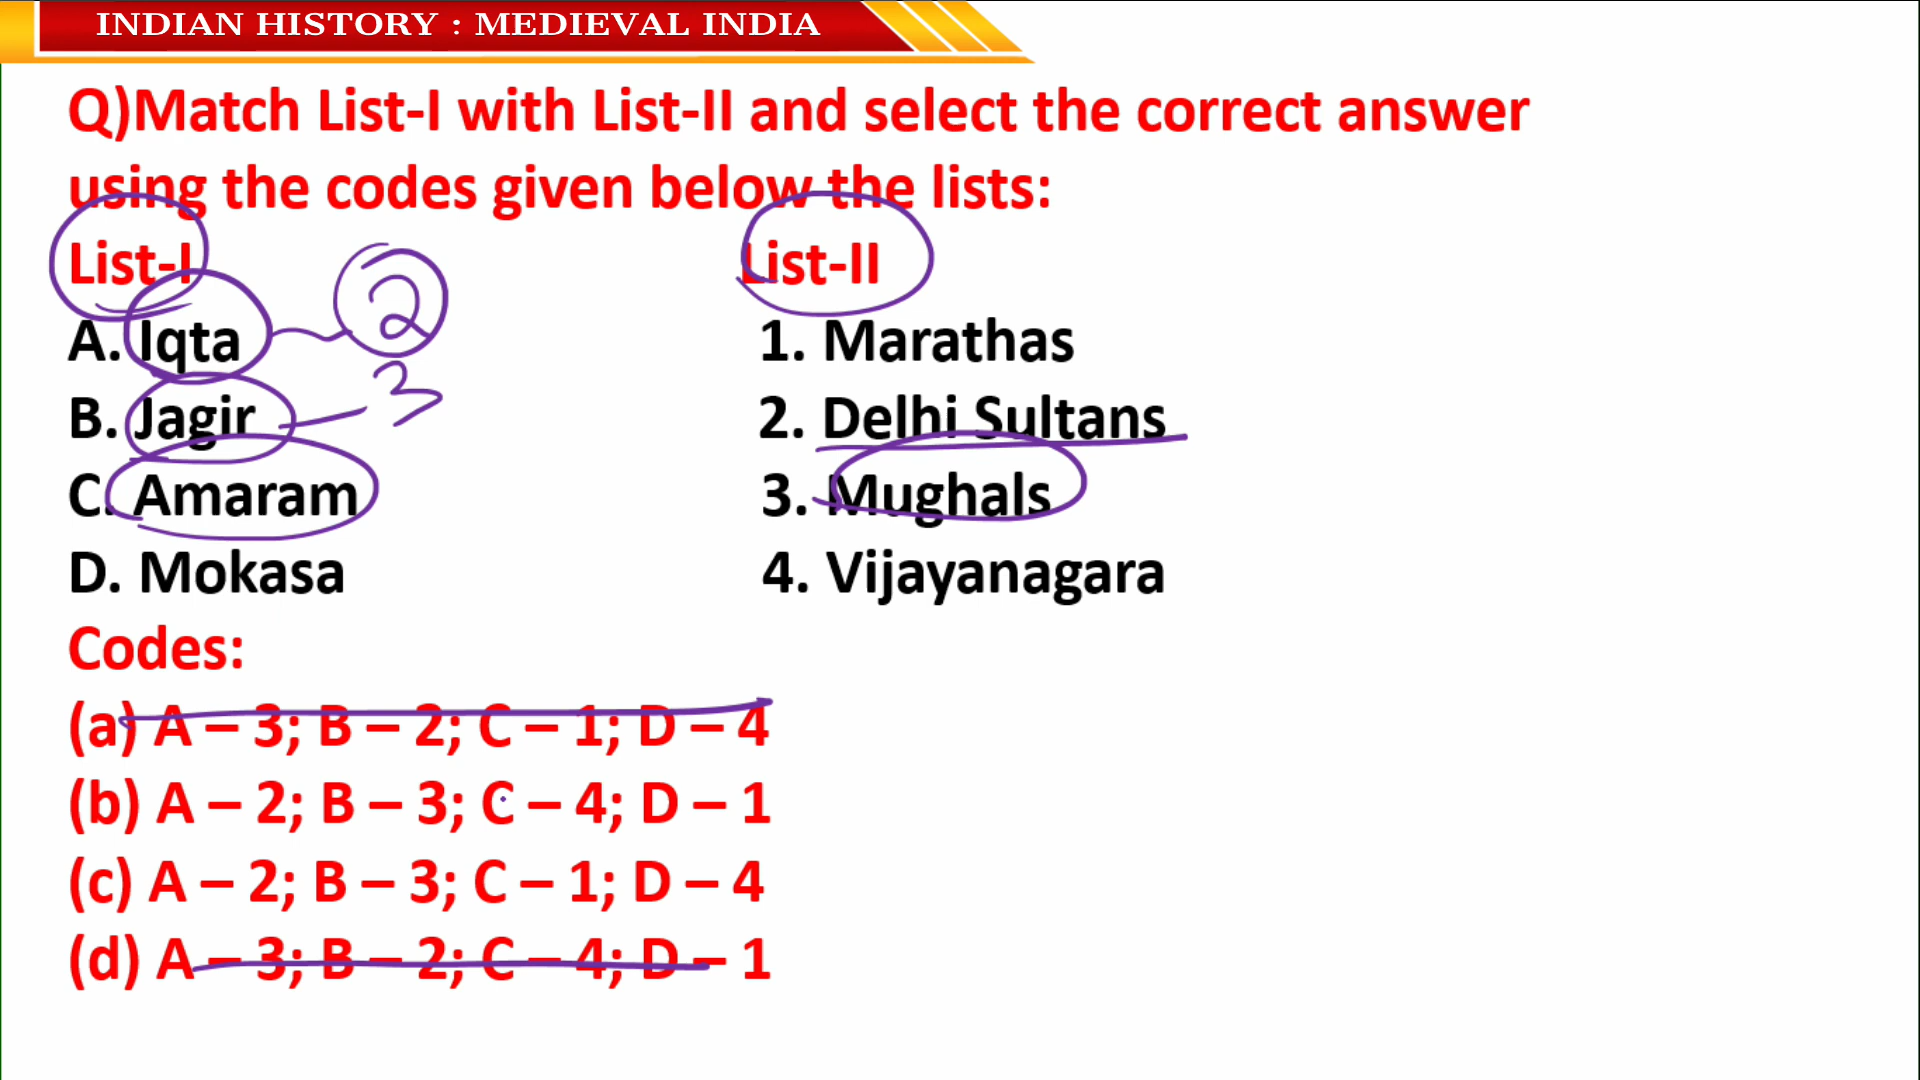 INDIAN HISTORY : MEDIEVAL INDIA
Q)Match List-I with List-II and select the correct answer
using the codes given below the lists:
List-I List-II
A. Iqta 2 1. Marathas
B. Jagir 3 2. Delhi Sultans
C. Amaram 3. Mughals
D. Mokasa 4. Vijayanagara
Codes:
(a) A – 3; B – 2; C – 1; D – 4
(b) A – 2; B – 3; C – 4; D – 1
(c) A – 2; B – 3; C – 1; D – 4
(d) A – 3; B – 2; C – 4; D – 1